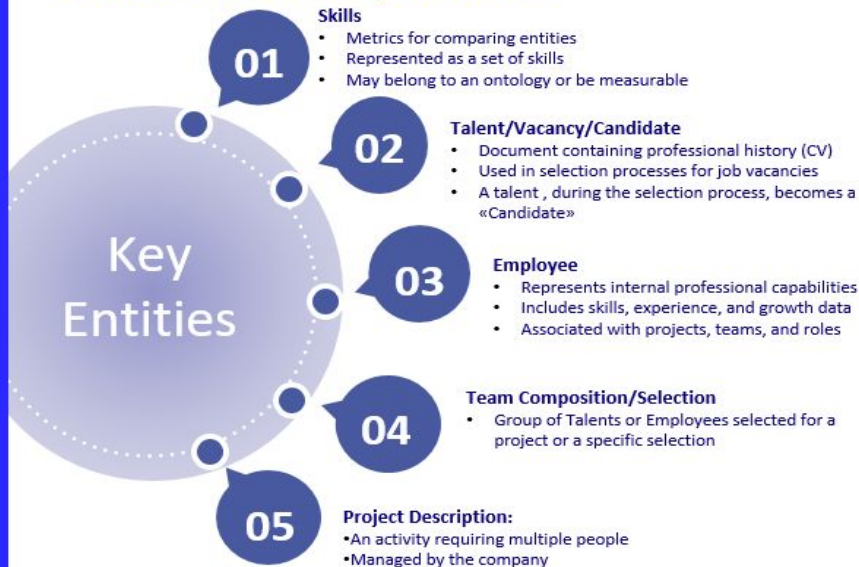 Key
Entities
01
Skills
• Metrics for comparing entities
• Represented as a set of skills
• May belong to an ontology or be measurable
02
Talent/Vacancy/Candidate
• Document containing professional history (CV)
• Used in selection processes for job vacancies
• A talent , during the selection process, becomes a
«Candidate»
03
Employee
• Represents internal professional capabilities
• Includes skills, experience, and growth data
• Associated with projects, teams, and roles
04
Team Composition/Selection
• Group of Talents or Employees selected for a
project or a specific selection
05
Project Description:
•An activity requiring multiple people
•Managed by the company